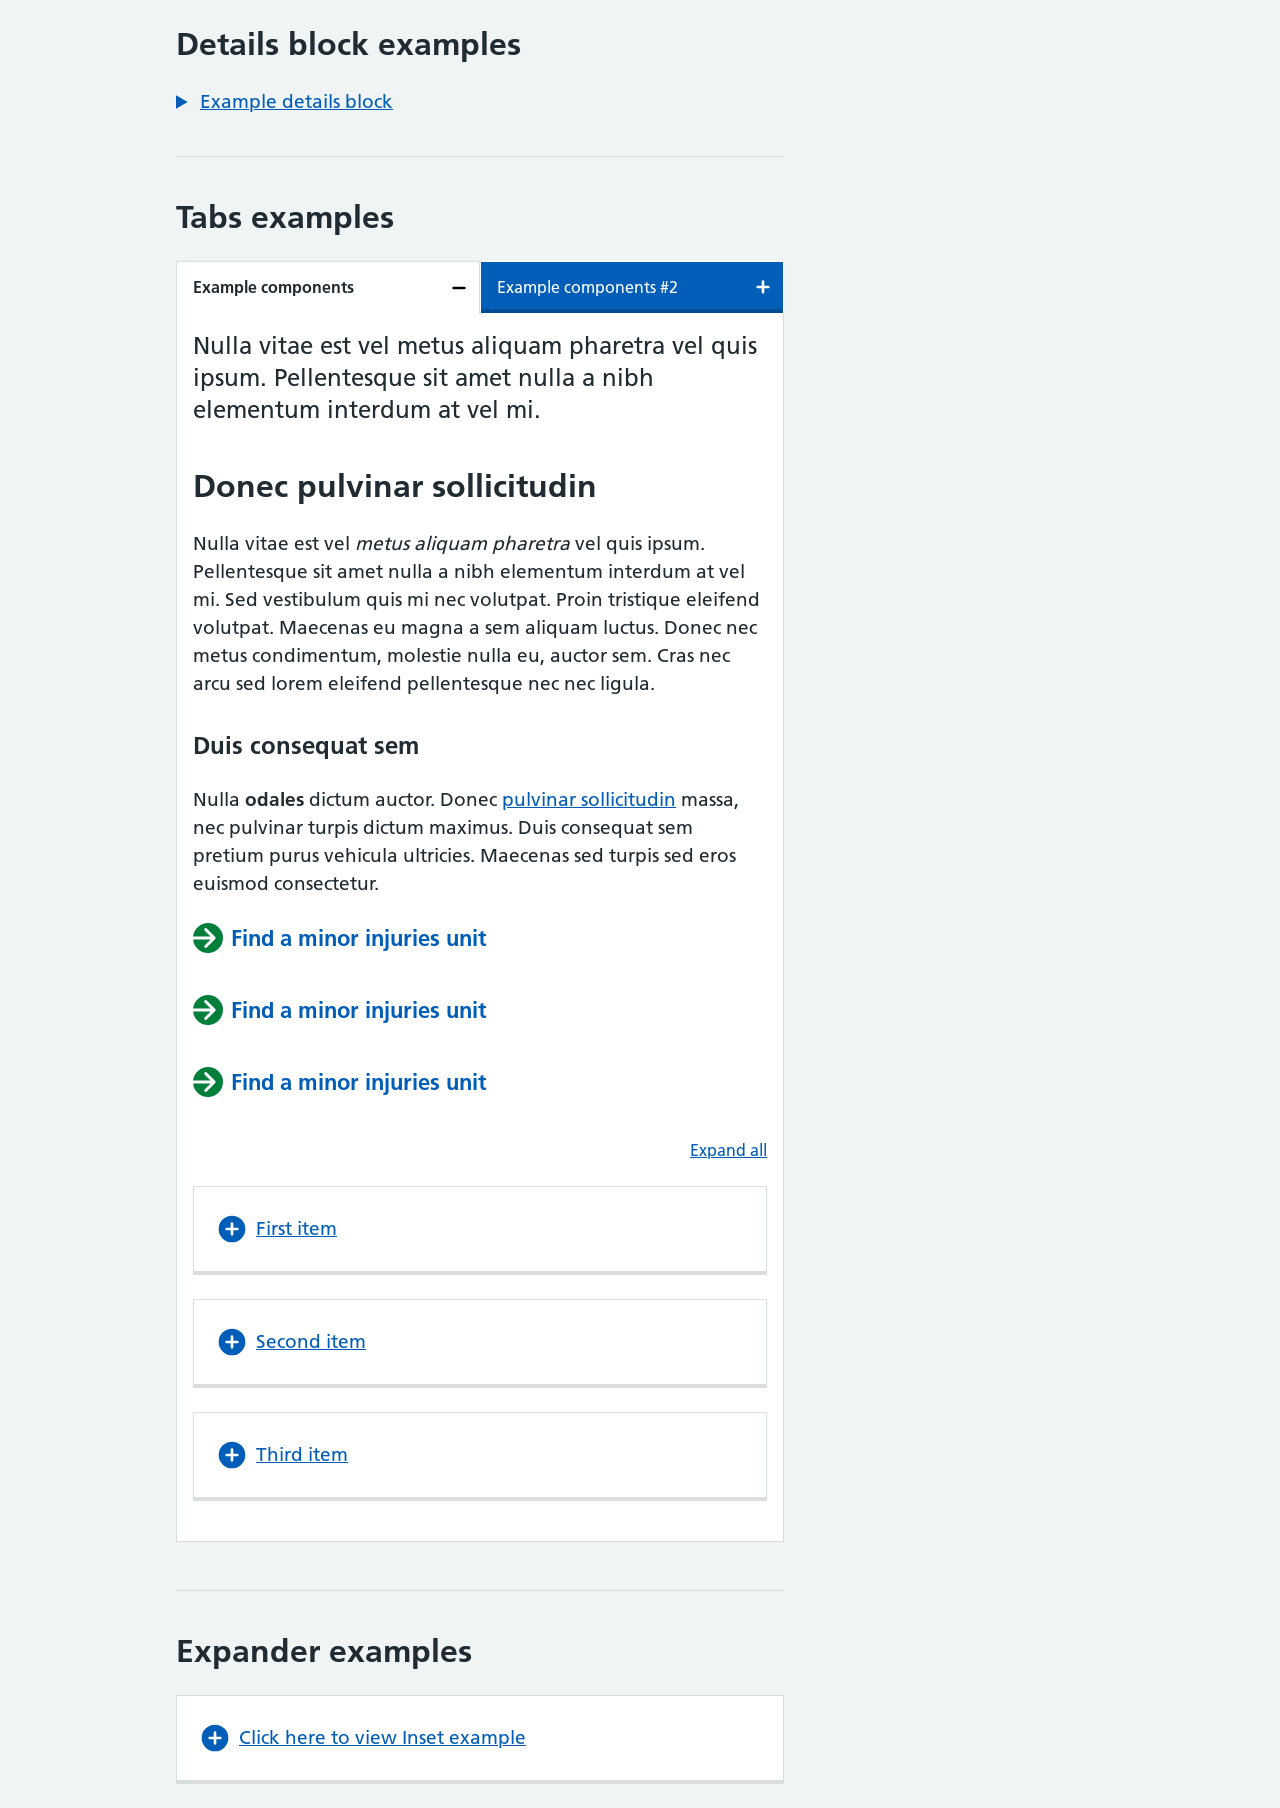 Details block examples
Example details block
Tabs examples
Example components
Example components #2
Nulla vitae est vel metus aliquam pharetra vel quis
ipsum. Pellentesque sit amet nulla a nibh
elementum interdum at vel mi.
Donec pulvinar sollicitudin
Nulla vitae est vel metus aliquam pharetra vel quis ipsum.
Pellentesque sit amet nulla a nibh elementum interdum at vel
mi. Sed vestibulum quis mi nec volutpat. Proin tristique eleifend
volutpat. Maecenas eu magna a sem aliquam luctus. Donec nec
metus condimentum, molestie nulla eu, auctor sem. Cras nec
arcu sed lorem eleifend pellentesque nec nec ligula.
Duis consequat sem
Nulla odales dictum auctor. Donec pulvinar sollicitudin massa,
nec pulvinar turpis dictum maximus. Duis consequat sem
pretium purus vehicula ultricies. Maecenas sed turpis sed eros
euismod consectetur.
Find a minor injuries unit
Find a minor injuries unit
Find a minor injuries unit
Expand all
First item
Second item
Third item
Expander examples
Click here to view Inset example